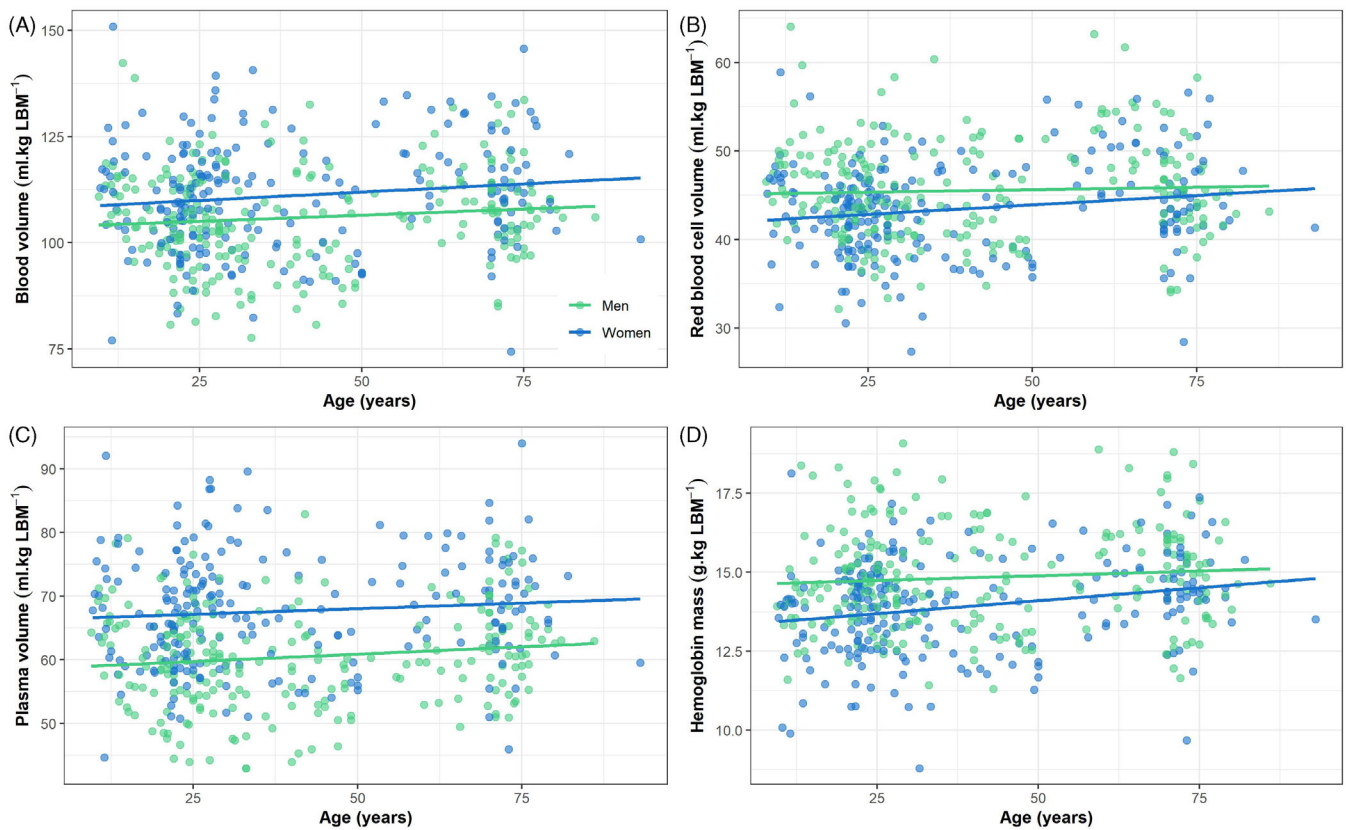 (A)
Blood volume (ml.kg LBM⁻¹)
150
125
100
75
25
50
75
Age (years)
Men
Women
(B)
Red blood cell volume (ml.kg LBM⁻¹)
60
50
40
30
25
50
75
Age (years)
(C)
Plasma volume (ml.kg LBM⁻¹)
90
80
70
60
50
25
50
75
Age (years)
(D)
Hemoglobin mass (g.kg LBM⁻¹)
17.5
15.0
12.5
10.0
25
50
75
Age (years)